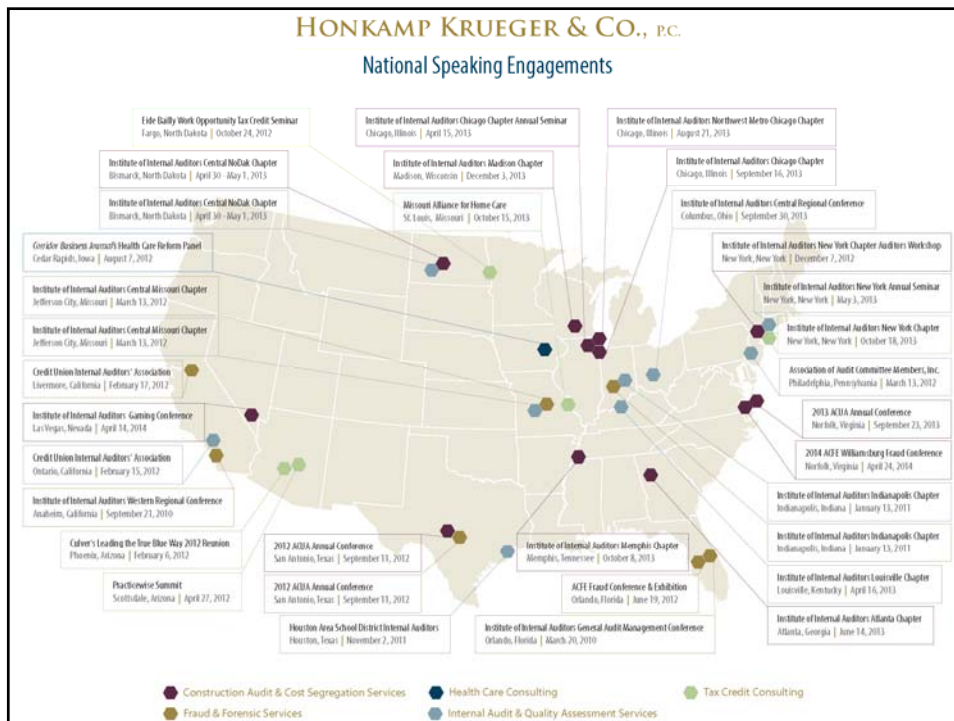 HONKAMP KRUEGER & CO., P.C.
National Speaking Engagements
Eide Bailly Work Opportunity Tax Credit Seminar
Fargo, North Dakota | October 24, 2012
Institute of Internal Auditors Central NoDak Chapter
Bismarck, North Dakota | April 30 - May 1, 2013
Institute of Internal Auditors Central NoDak Chapter
Bismarck, North Dakota | April 30 - May 1, 2013
Corridor Business Journal's Health Care Reform Panel
Cedar Rapids, Iowa | August 7, 2012
Institute of Internal Auditors Central Missouri Chapter
Jefferson City, Missouri | March 13, 2012
Institute of Internal Auditors Central Missouri Chapter
Jefferson City, Missouri | March 13, 2012
Credit Union Internal Auditors' Association
Livermore, California | February 17, 2012
Institute of Internal Auditors Gaming Conference
Las Vegas, Nevada | April 14, 2014
Credit Union Internal Auditors' Association
Ontario, California | February 15, 2012
Institute of Internal Auditors Western Regional Conference
Anaheim, California | September 21, 2010
Culver's Leading the True Blue Way 2012 Reunion
Phoenix, Arizona | February 6, 2012
Practicewise Summit
Scottsdale, Arizona | April 27, 2012
Institute of Internal Auditors Chicago Chapter Annual Seminar
Chicago, Illinois | April 15, 2013
Institute of Internal Auditors Madison Chapter
Madison, Wisconsin | December 3, 2013
Missouri Alliance for Home Care
St. Louis, Missouri | October 15, 2013
Institute of Internal Auditors Northwest Metro Chicago Chapter
Chicago, Illinois | August 21, 2013
Institute of Internal Auditors Chicago Chapter
Chicago, Illinois | September 16, 2013
Institute of Internal Auditors Central Regional Conference
Columbus, Ohio | September 30, 2013
Institute of Internal Auditors New York Chapter Auditors Workshop
New York, New York | December 7, 2012
Institute of Internal Auditors New York Annual Seminar
New York, New York | May 3, 2013
Institute of Internal Auditors New York Chapter
New York, New York | October 18, 2013
Association of Audit Committee Members, Inc.
Philadelphia, Pennsylvania | March 13, 2012
2013 ACUA Annual Conference
Norfolk, Virginia | September 23, 2013
2014 ACFE Williamsburg Fraud Conference
Norfolk, Virginia | April 24, 2014
Institute of Internal Auditors Indianapolis Chapter
Indianapolis, Indiana | January 13, 2011
Institute of Internal Auditors Indianapolis Chapter
Indianapolis, Indiana | January 13, 2011
Institute of Internal Auditors Louisville Chapter
Louisville, Kentucky | April 16, 2013
Institute of Internal Auditors Atlanta Chapter
Atlanta, Georgia | June 14, 2013
2012 ACUA Annual Conference
San Antonio, Texas | September 11, 2012
2012 ACUA Annual Conference
San Antonio, Texas | September 11, 2012
Houston Area School District Internal Auditors
Houston, Texas | November 2, 2011
Institute of Internal Auditors Memphis Chapter
Memphis, Tennessee | October 8, 2013
ACFE Fraud Conference & Exhibition
Orlando, Florida | June 19, 2012
Institute of Internal Auditors General Audit Management Conference
Orlando, Florida | March 20, 2010
Construction Audit & Cost Segregation Services
Health Care Consulting
Tax Credit Consulting
Fraud & Forensic Services
Internal Audit & Quality Assessment Services